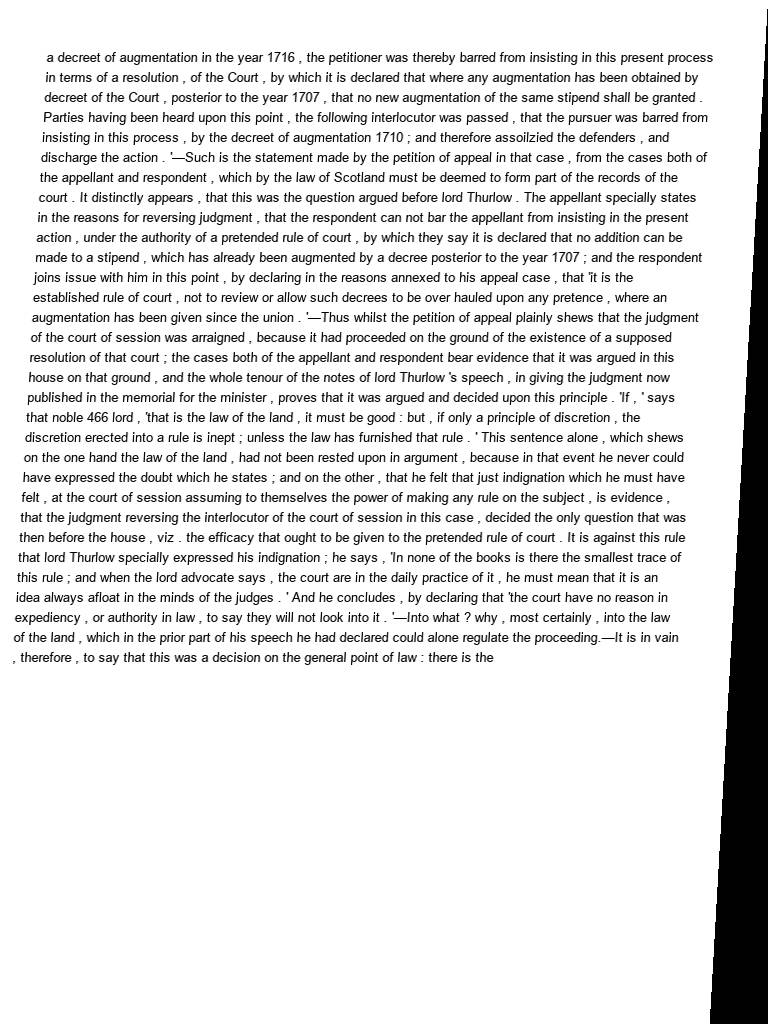 a decreet of augmentation in the year 1716 , the petitioner was thereby barred from insisting in this present process
in terms of a resolution , of the Court , by which it is declared that where any augmentation has been obtained by
decreet of the Court , posterior to the year 1707 , that no new augmentation of the same stipend shall be granted .
Parties having been heard upon this point , the following interlocutor was passed , that the pursuer was barred from
insisting in this process , by the decreet of augmentation 1710 ; and therefore assoilzied the defenders , and
discharge the action . '—Such is the statement made by the petition of appeal in that case , from the cases both of
the appellant and respondent , which by the law of Scotland must be deemed to form part of the records of the
court . It distinctly appears , that this was the question argued before lord Thurlow . The appellant specially states
in the reasons for reversing judgment , that the respondent can not bar the appellant from insisting in the present
action , under the authority of a pretended rule of court , by which they say it is declared that no addition can be
made to a stipend , which has already been augmented by a decree posterior to the year 1707 ; and the respondent
joins issue with him in this point , by declaring in the reasons annexed to his appeal case , that 'it is the
established rule of court , not to review or allow such decrees to be over hauled upon any pretence , where an
augmentation has been given since the union . '—Thus whilst the petition of appeal plainly shews that the judgment
of the court of session was arraigned , because it had proceeded on the ground of the existence of a supposed
resolution of that court ; the cases both of the appellant and respondent bear evidence that it was argued in this
house on that ground , and the whole tenour of the notes of lord Thurlow 's speech , in giving the judgment now
published in the memorial for the minister , proves that it was argued and decided upon this principle . 'If , ' says
that noble 466 lord , 'that is the law of the land , it must be good : but , if only a principle of discretion , the
discretion erected into a rule is inept ; unless the law has furnished that rule . ' This sentence alone , which shews
on the one hand the law of the land , had not been rested upon in argument , because in that event he never could
have expressed the doubt which he states ; and on the other , that he felt that just indignation which he must have
felt , at the court of session assuming to themselves the power of making any rule on the subject , is evidence ,
that the judgment reversing the interlocutor of the court of session in this case , decided the only question that was
then before the house , viz . the efficacy that ought to be given to the pretended rule of court . It is against this rule
that lord Thurlow specially expressed his indignation ; he says , 'In none of the books is there the smallest trace of
this rule ; and when the lord advocate says , the court are in the daily practice of it , he must mean that it is an
idea always afloat in the minds of the judges . ' And he concludes , by declaring that 'the court have no reason in
expediency , or authority in law , to say they will not look into it . '—Into what ? why , most certainly , into the law
of the land , which in the prior part of his speech he had declared could alone regulate the proceeding.—It is in vain
, therefore , to say that this was a decision on the general point of law : there is the